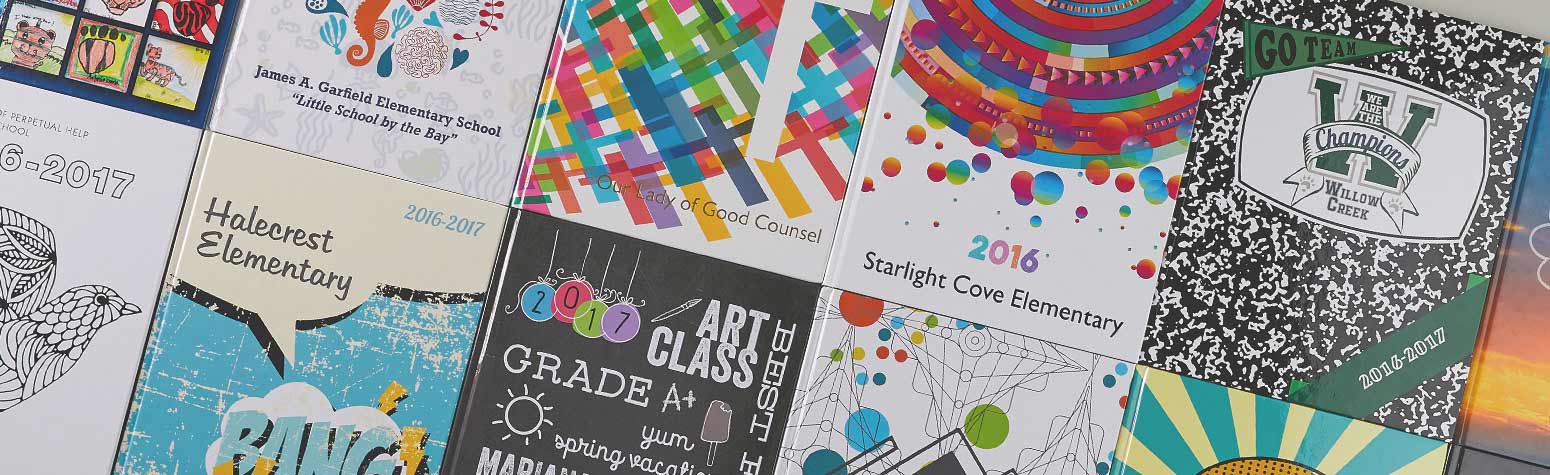 James A. Garfield Elementary School
"Little School by the Bay"
OF PERPETUAL HELP
SCHOOL
6-2017
Halecrest
Elementary
2016-2017
BANG!
Our Lady of Good Counsel
2017
ART
CLASS
GRADE A+
BEST
yum
spring vacation
2016
Starlight Cove Elementary
GO TEAM
W
WE
ARE
THE
Champions
WILLOW
CREEK
2016-2017